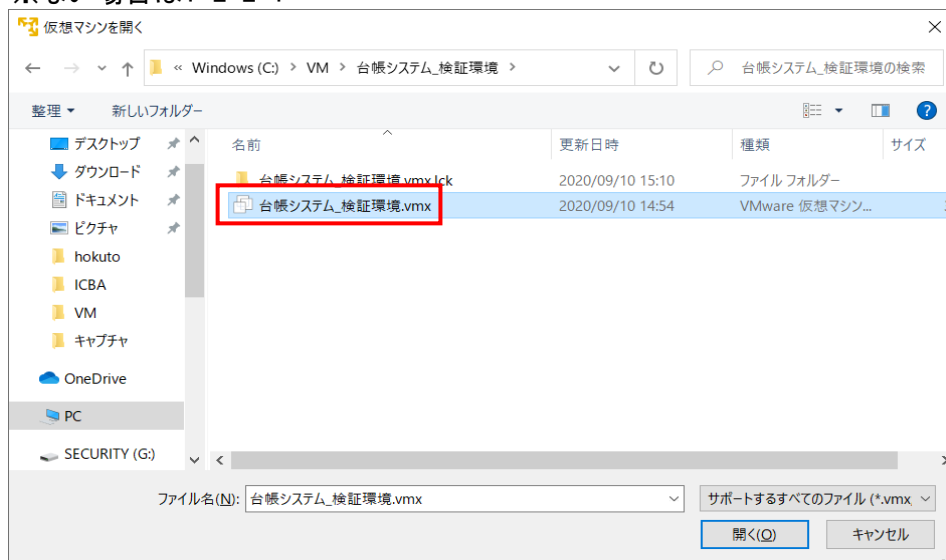 仮想マシンを開く
« Windows (C:) > VM > 台帳システム_検証環境 >
台帳システム_検証環境の検索
整理 新しいフォルダー
名前 更新日時 種類 サイズ
デスクトップ
ダウンロード
ドキュメント
ピクチャ
hokuto
ICBA
VM
キャプチャ
OneDrive
PC
SECURITY (G:)
台帳システム_検証環境.vmx.lck 2020/09/10 15:10 ファイル フォルダー
台帳システム_検証環境.vmx 2020/09/10 14:54 VMware 仮想マシン...
ファイル名(N): 台帳システム_検証環境.vmx
サポートするすべてのファイル (*.vmx
開く(O) キャンセル